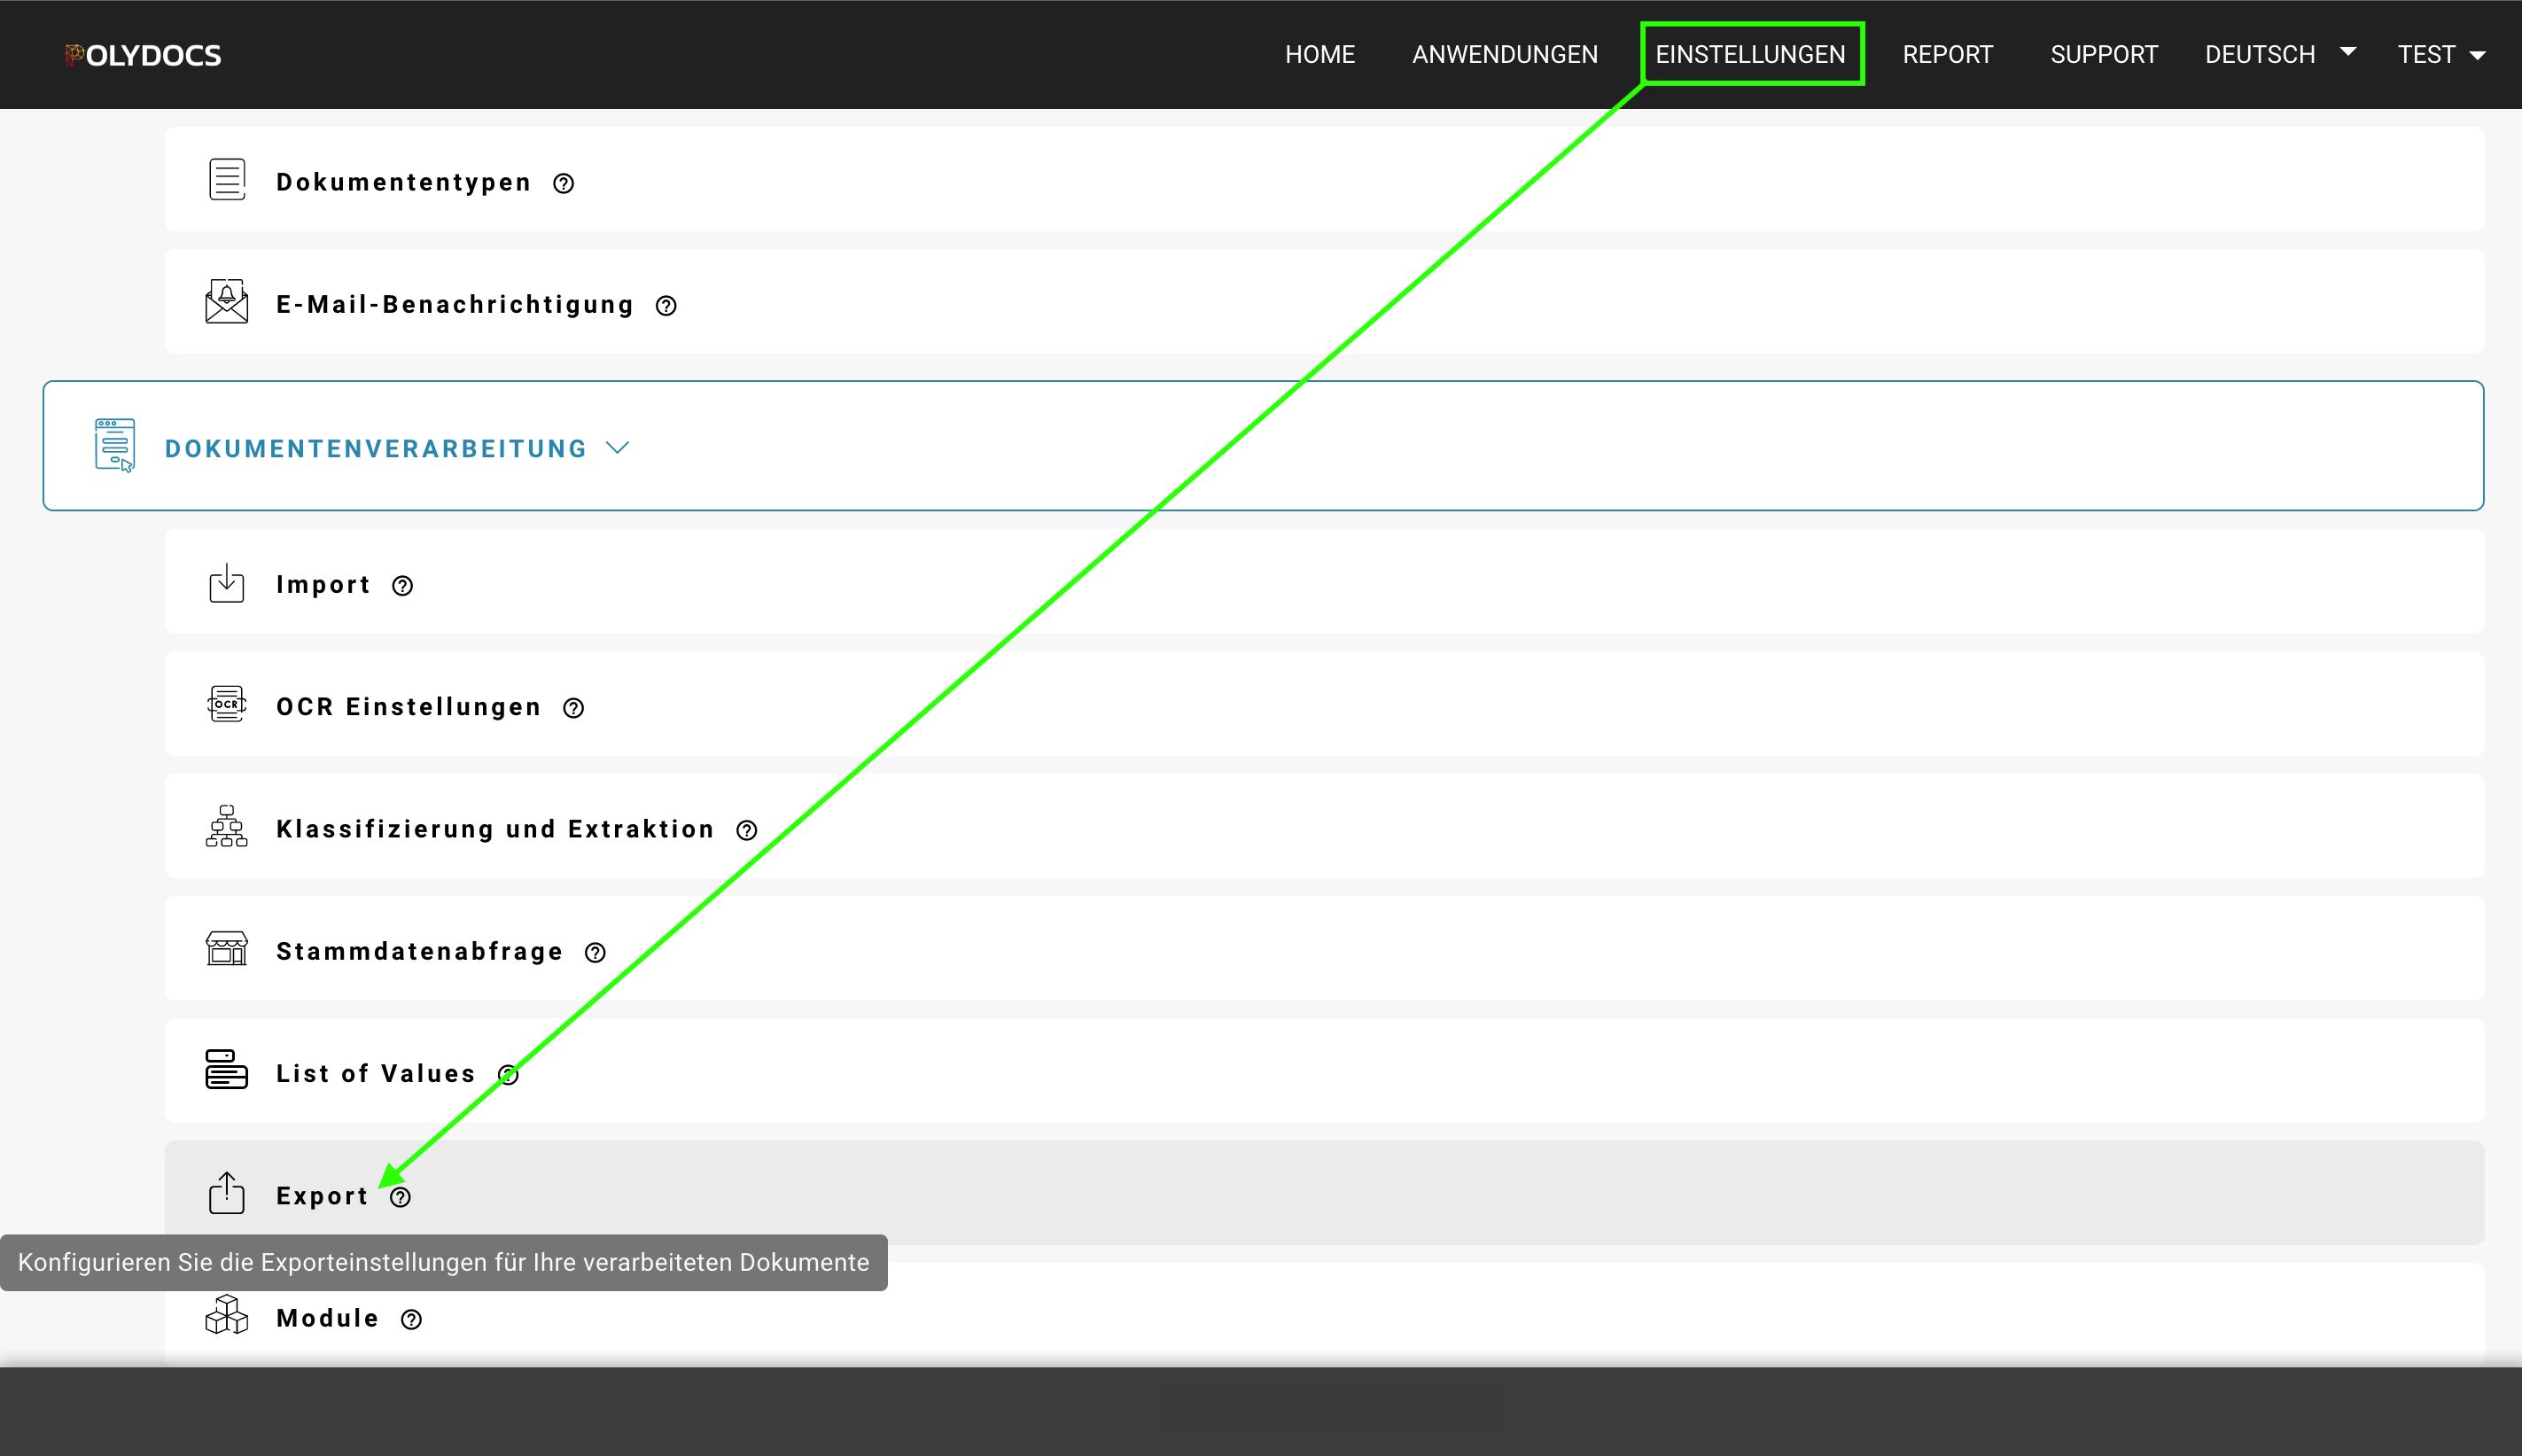 POLYDOCS HOME ANWENDUNGEN EINSTELLUNGEN REPORT SUPPORT DEUTSCH TEST
Dokumententypen
E-Mail-Benachrichtigung
DOKUMENTENVERARBEITUNG
Import
OCR OCR Einstellungen
Klassifizierung und Extraktion
Stammdatenabfrage
List of Values
Export
Konfigurieren Sie die Exporteinstellungen für Ihre verarbeiteten Dokumente
Module